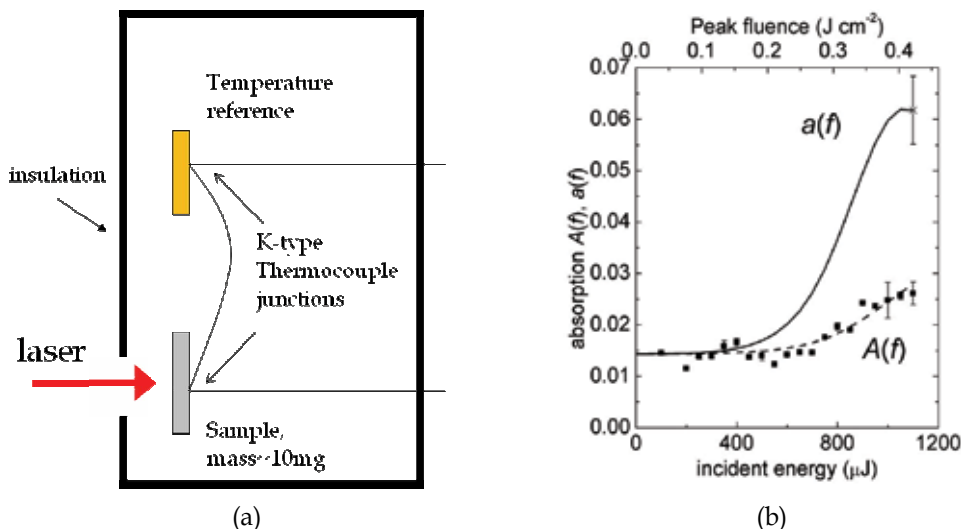 Temperature
reference
insulation
K-type
Thermocouple
junctions
laser
Sample,
mass~10mg
(a)
Peak fluence (J cm-2)
0.0 0.1 0.2 0.3 0.4
0.07
0.06
0.05
0.04
0.03
0.02
0.01
0.00
absorption A(f), a(f)
a(f)
A(f)
0 400 800 1200
incident energy (μJ)
(b)